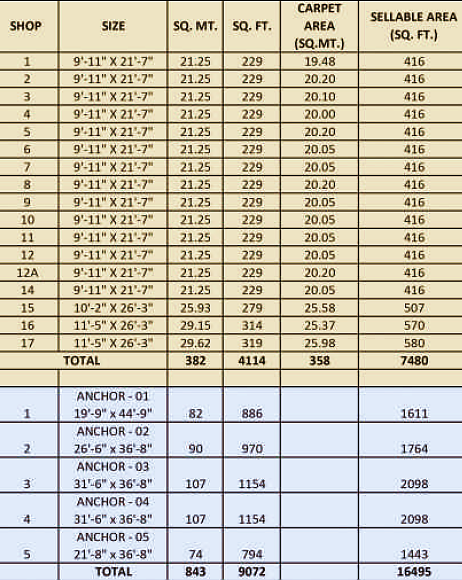 SHOP SIZE SQ. MT. SQ. FT. CARPET AREA (SQ.MT.) SELLABLE AREA (SQ. FT.)
1 9'-11" X 21'-7" 21.25 229 19.48 416
2 9'-11" X 21'-7" 21.25 229 20.20 416
3 9'-11" X 21'-7" 21.25 229 20.10 416
4 9'-11" X 21'-7" 21.25 229 20.00 416
5 9'-11" X 21'-7" 21.25 229 20.20 416
6 9'-11" X 21'-7" 21.25 229 20.05 416
7 9'-11" X 21'-7" 21.25 229 20.05 416
8 9'-11" X 21'-7" 21.25 229 20.20 416
9 9'-11" X 21'-7" 21.25 229 20.05 416
10 9'-11" X 21'-7" 21.25 229 20.05 416
11 9'-11" X 21'-7" 21.25 229 20.05 416
12 9'-11" X 21'-7" 21.25 229 20.05 416
12A 9'-11" X 21'-7" 21.25 229 20.20 416
14 9'-11" X 21'-7" 21.25 229 20.05 416
15 10'-2" X 26'-3" 25.93 279 25.58 507
16 11'-5" X 26'-3" 29.15 314 25.37 570
17 11'-5" X 26'-3" 29.62 319 25.98 580
TOTAL 382 4114 358 7480
ANCHOR - 01
1 19'-9" x 44'-9" 82 886 1611
ANCHOR - 02
2 26'-6" x 36'-8" 90 970 1764
ANCHOR - 03
3 31'-6" x 36'-8" 107 1154 2098
ANCHOR - 04
4 31'-6" x 36'-8" 107 1154 2098
ANCHOR - 05
5 21'-8" x 36'-8" 74 794 1443
TOTAL 843 9072 16495